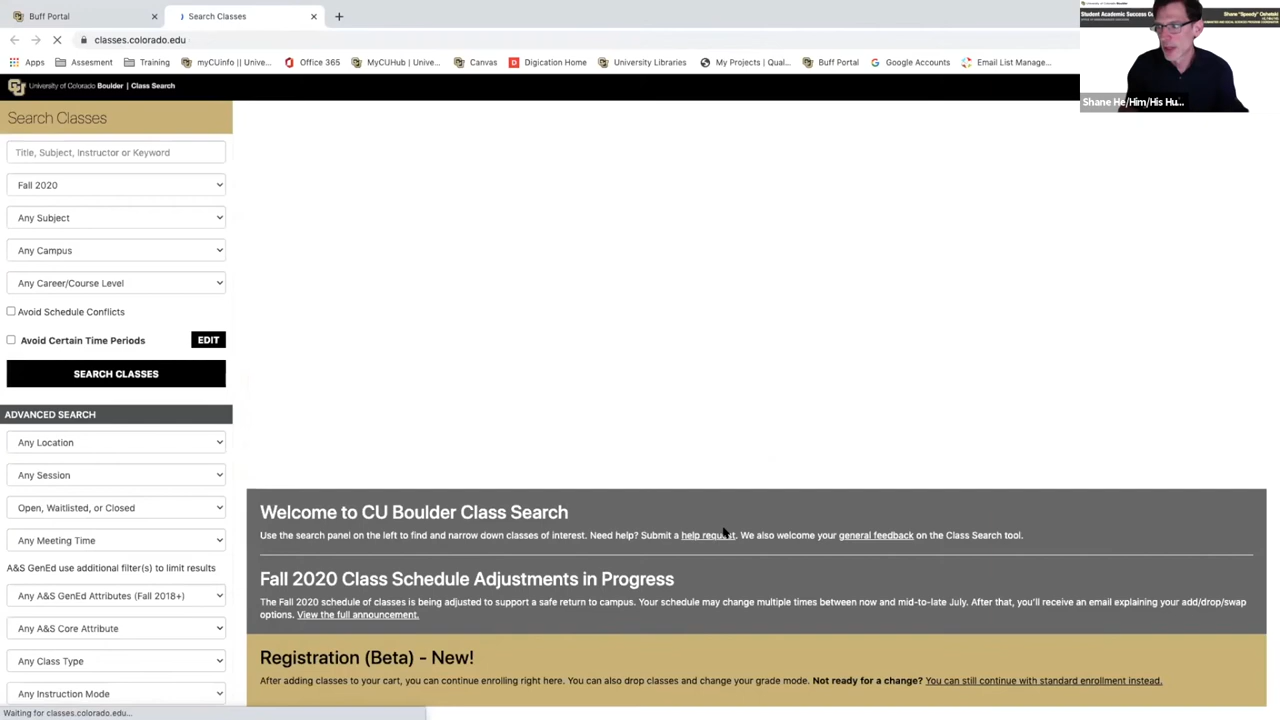 Buff Portal
Search Classes
classes.colorado.edu
Apps
Assesment
Training
myCUinfo || Unive...
Office 365
MyCUHub | Unive...
Canvas
Digication Home
University Libraries
My Projects | Qual...
Buff Portal
Google Accounts
Email List Manage...
University of Colorado Boulder | Class Search
Student Academic Success C
Shane "Speedy" Oshetski
Shane He/Him/His Hu...
Search Classes
Title, Subject, Instructor or Keyword
Fall 2020
Any Subject
Any Campus
Any Career/Course Level
Avoid Schedule Conflicts
Avoid Certain Time Periods
EDIT
SEARCH CLASSES
ADVANCED SEARCH
Any Location
Any Session
Open, Waitlisted, or Closed
Any Meeting Time
A&S GenEd use additional filter(s) to limit results
Any A&S GenEd Attributes (Fall 2018+)
Any A&S Core Attribute
Any Class Type
Any Instruction Mode
Waiting for classes.colorado.edu...
Welcome to CU Boulder Class Search
Use the search panel on the left to find and narrow down classes of interest. Need help? Submit a help request. We also welcome your general feedback on the Class Search tool.
Fall 2020 Class Schedule Adjustments in Progress
The Fall 2020 schedule of classes is being adjusted to support a safe return to campus. Your schedule may change multiple times between now and mid-to-late July. After that, you'll receive an email explaining your add/drop/swap
options. View the full announcement.
Registration (Beta) - New!
After adding classes to your cart, you can continue enrolling right here. You can also drop classes and change your grade mode. Not ready for a change? You can still continue with standard enrollment instead.